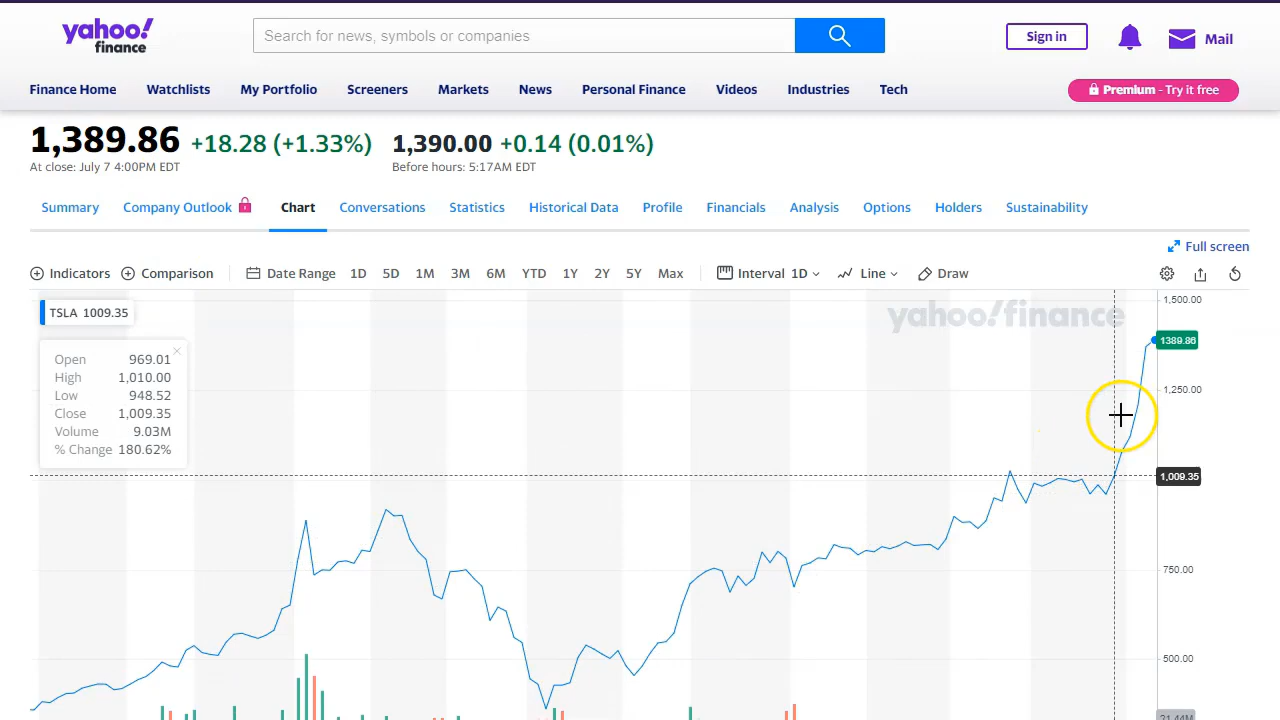 yahoo!
finance
Search for news, symbols or companies
Sign in
Mail
Finance Home Watchlists My Portfolio Screeners Markets News Personal Finance Videos Industries Tech
Premium - Try it free
1,389.86 +18.28 (+1.33%) 1,390.00 +0.14 (0.01%)
At close: July 7 4:00PM EDT Before hours: 5:17AM EDT
Summary Company Outlook Chart Conversations Statistics Historical Data Profile Financials Analysis Options Holders Sustainability
Full screen
Indicators Comparison Date Range 1D 5D 1M 3M 6M YTD 1Y 2Y 5Y Max Interval 1D Line Draw
TSLA 1009.35
yahoo!finance
1,500.00
1389.86
Open 969.01
High 1,010.00
Low 948.52
Close 1,009.35
Volume 9.03M
% Change 180.62%
1,250.00
1,009.35
750.00
500.00
21.44M